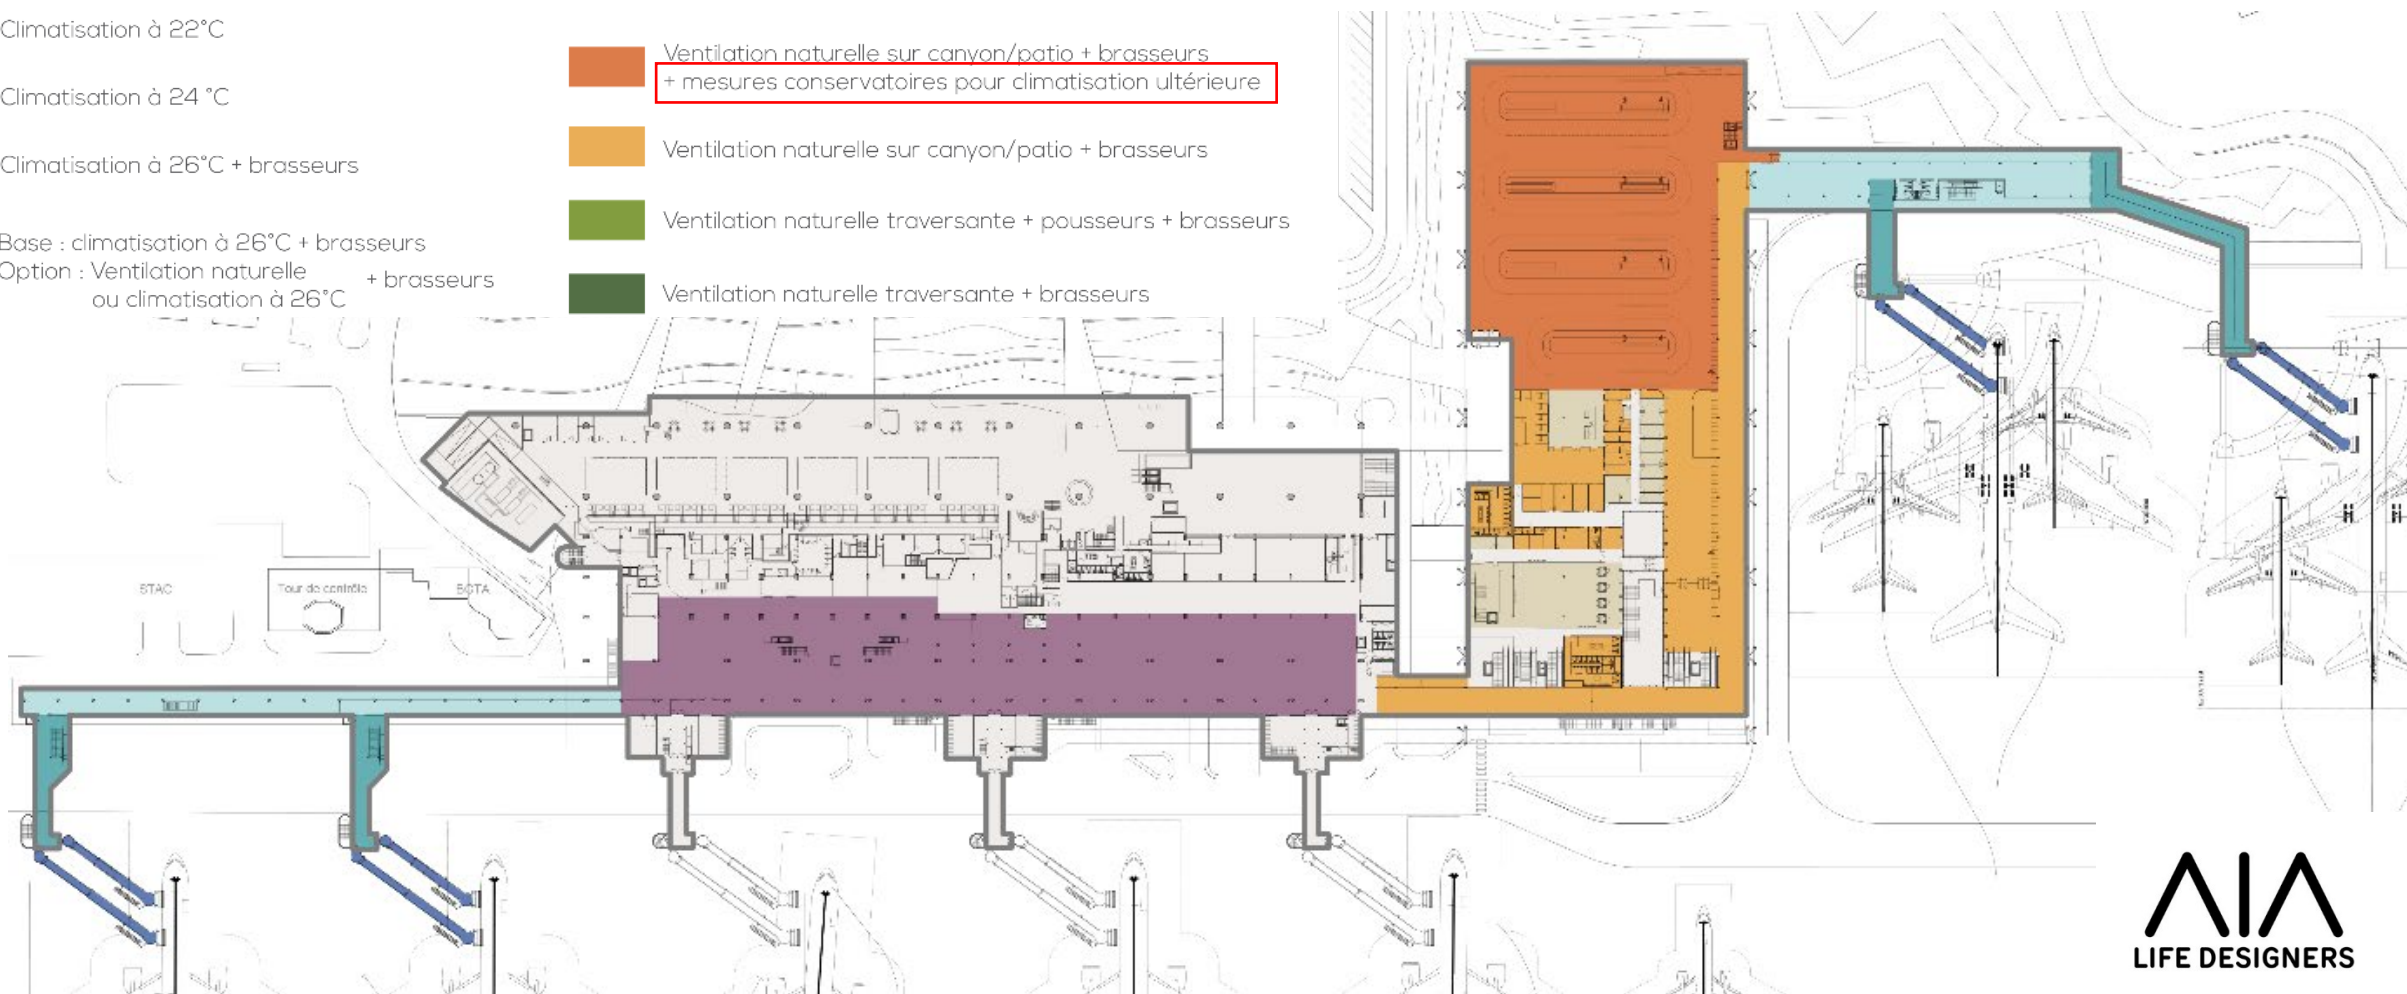 Climatisation à 22°C
Climatisation à 24 °C
Climatisation à 26°C + brasseurs
Base : climatisation à 26°C + brasseurs
Option : Ventilation naturelle
ou climatisation à 26°C
+ brasseurs
Ventilation naturelle sur canyon/patio + brasseurs
+ mesures conservatoires pour climatisation ultérieure
Ventilation naturelle sur canyon/patio + brasseurs
Ventilation naturelle traversante + pousseurs + brasseurs
Ventilation naturelle traversante + brasseurs
STAC
Tour de contrôle
AIA
LIFE DESIGNERS